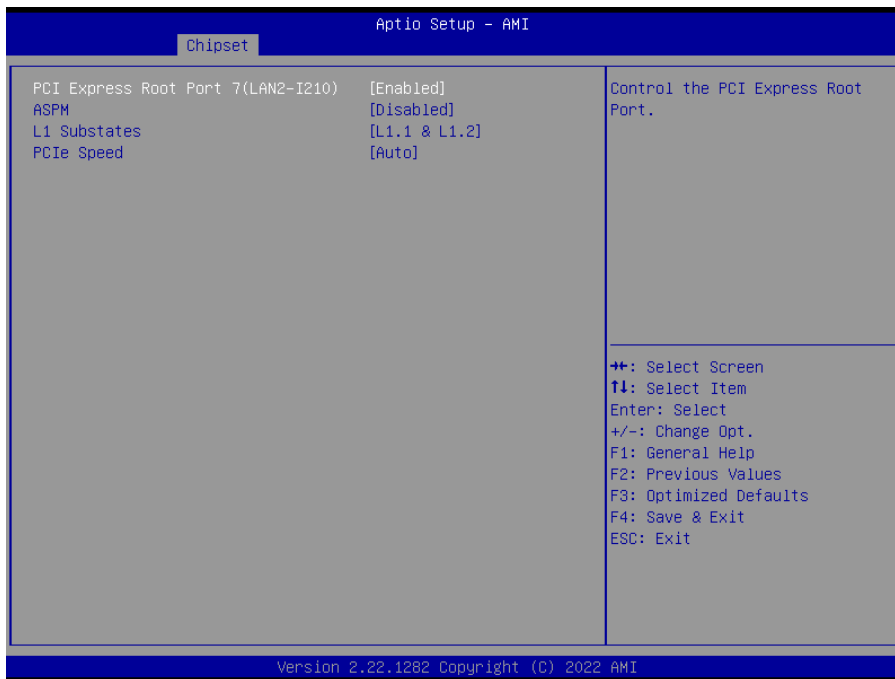 Aptio Setup – AMI
Chipset
PCI Express Root Port 7(LAN2-I210) [Enabled]
ASPM [Disabled]
L1 Substates [L1.1 & L1.2]
PCIe Speed [Auto]
Control the PCI Express Root
Port.
→←: Select Screen
↑↓: Select Item
Enter: Select
+/-: Change Opt.
F1: General Help
F2: Previous Values
F3: Optimized Defaults
F4: Save & Exit
ESC: Exit
Version 2.22.1282 Copyright (C) 2022 AMI